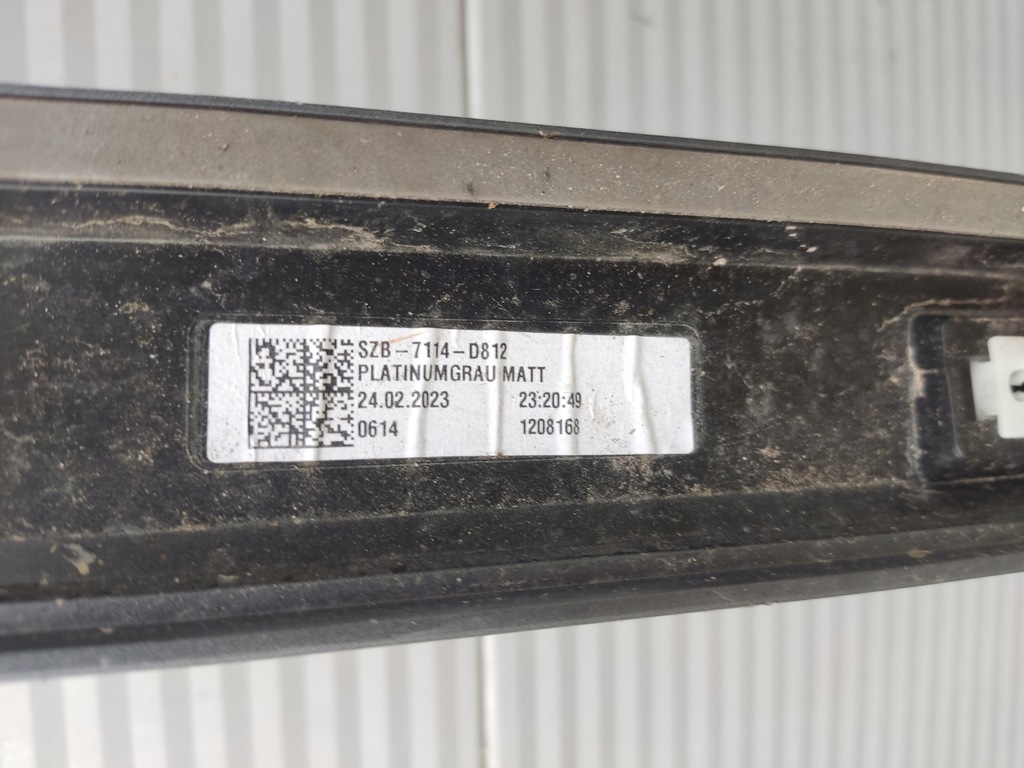 SZB-7114-D812
PLATINUMGRAU MATT
24.02.2023 23:20:49
0614 1208168